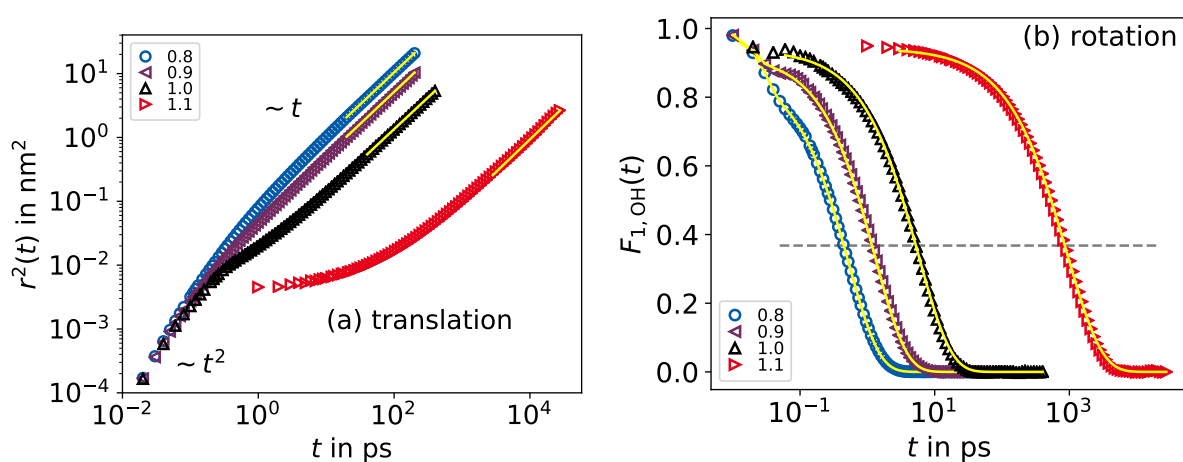 0.8
0.9
1.0
1.1
~ t
~ t²
(a) translation
r²(t) in nm²
10¹
10⁰
10⁻¹
10⁻²
10⁻³
10⁻⁴
10⁻² 10⁰ 10² 10⁴
t in ps
(b) rotation
F₁,OH(t)
1.0
0.8
0.6
0.4
0.2
0.0
0.8
0.9
1.0
1.1
10⁻¹ 10¹ 10³
t in ps